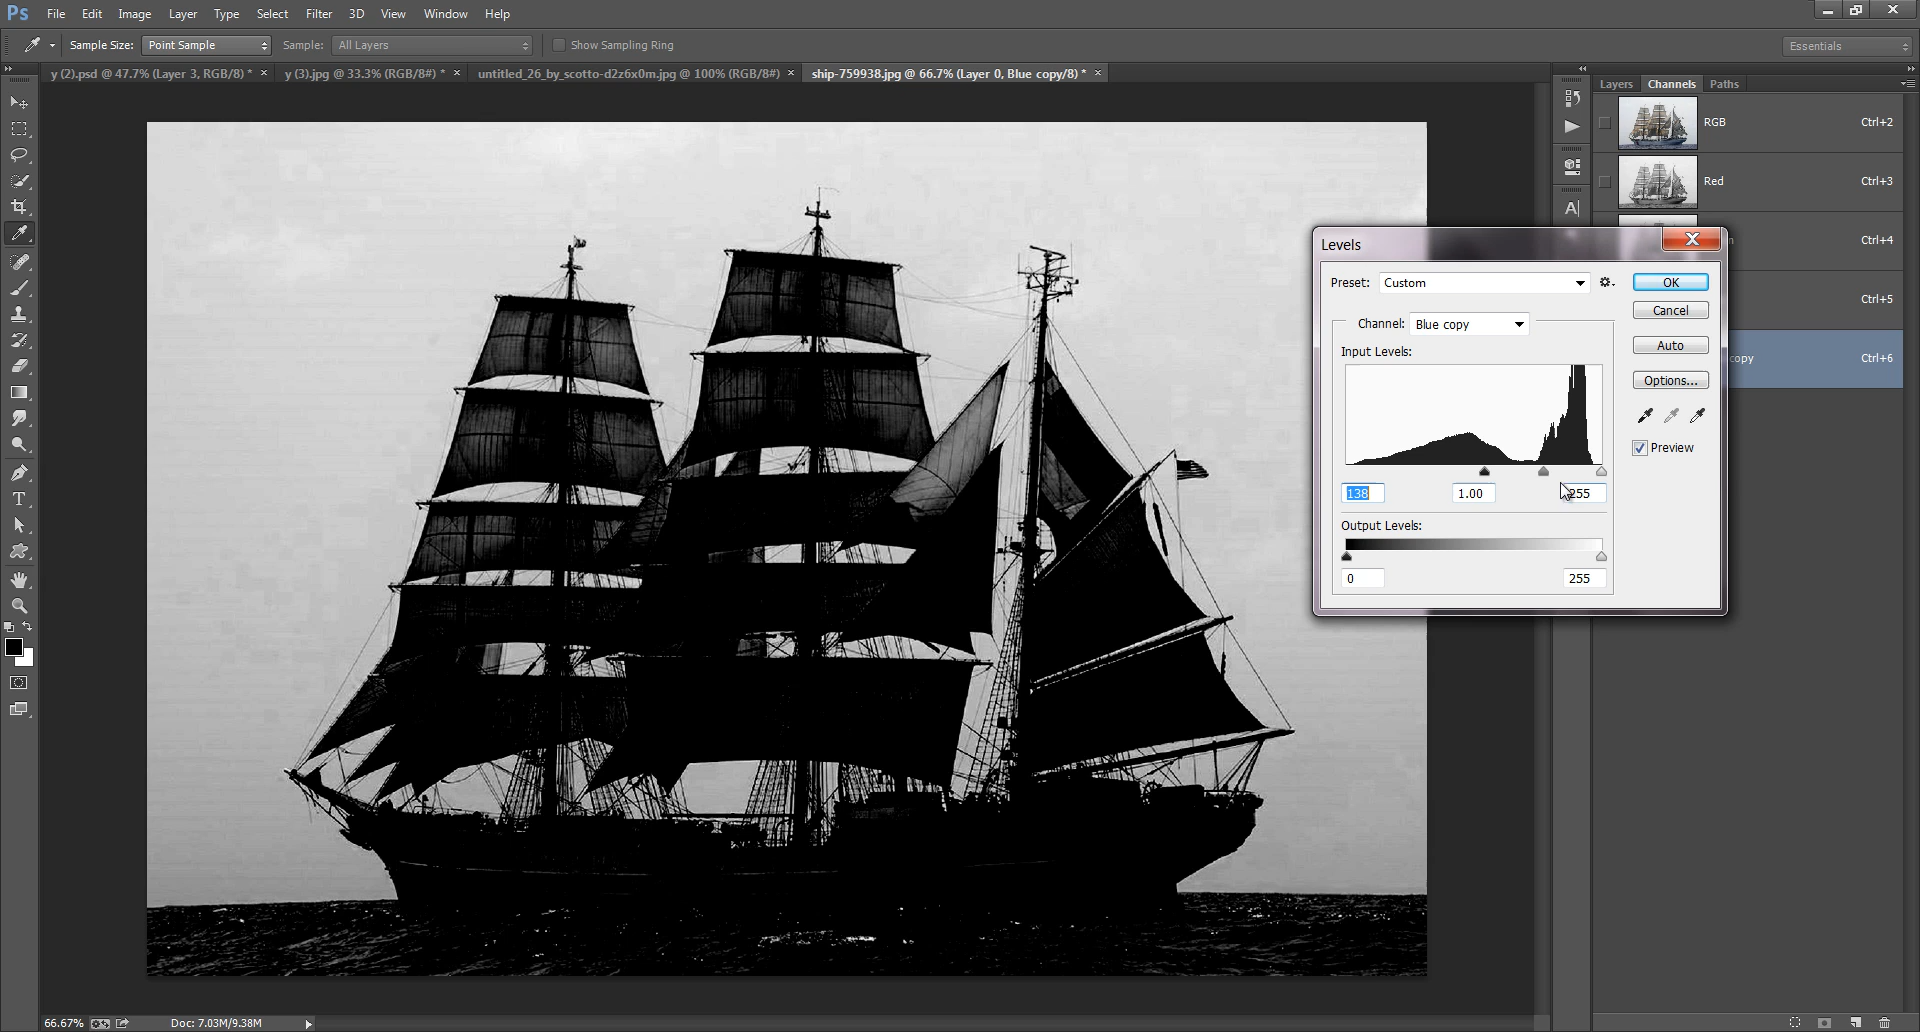 Ps File Edit Image Layer Type Select Filter 3D View Window Help
Sample Size: Point Sample Sample: All Layers Show Sampling Ring Essentials
y (2).psd @ 47.7% (Layer 3, RGB/8) * × y (3).jpg @ 33.3% (RGB/8#) * × untitled_26_by_scotto-d2z6x0m.jpg @ 100% (RGB/8#) × ship-759938.jpg @ 66.7% (Layer 0, Blue copy/8) * ×
Layers Channels Paths
RGB Ctrl+2
Red Ctrl+3
Ctrl+4
Ctrl+5
copy Ctrl+6
Levels
Preset: Custom OK
Cancel
Channel: Blue copy
Auto
Input Levels:
Options...
Preview
138 1.00 255
Output Levels:
0 255
66.67% Doc: 7.03M/9.38M